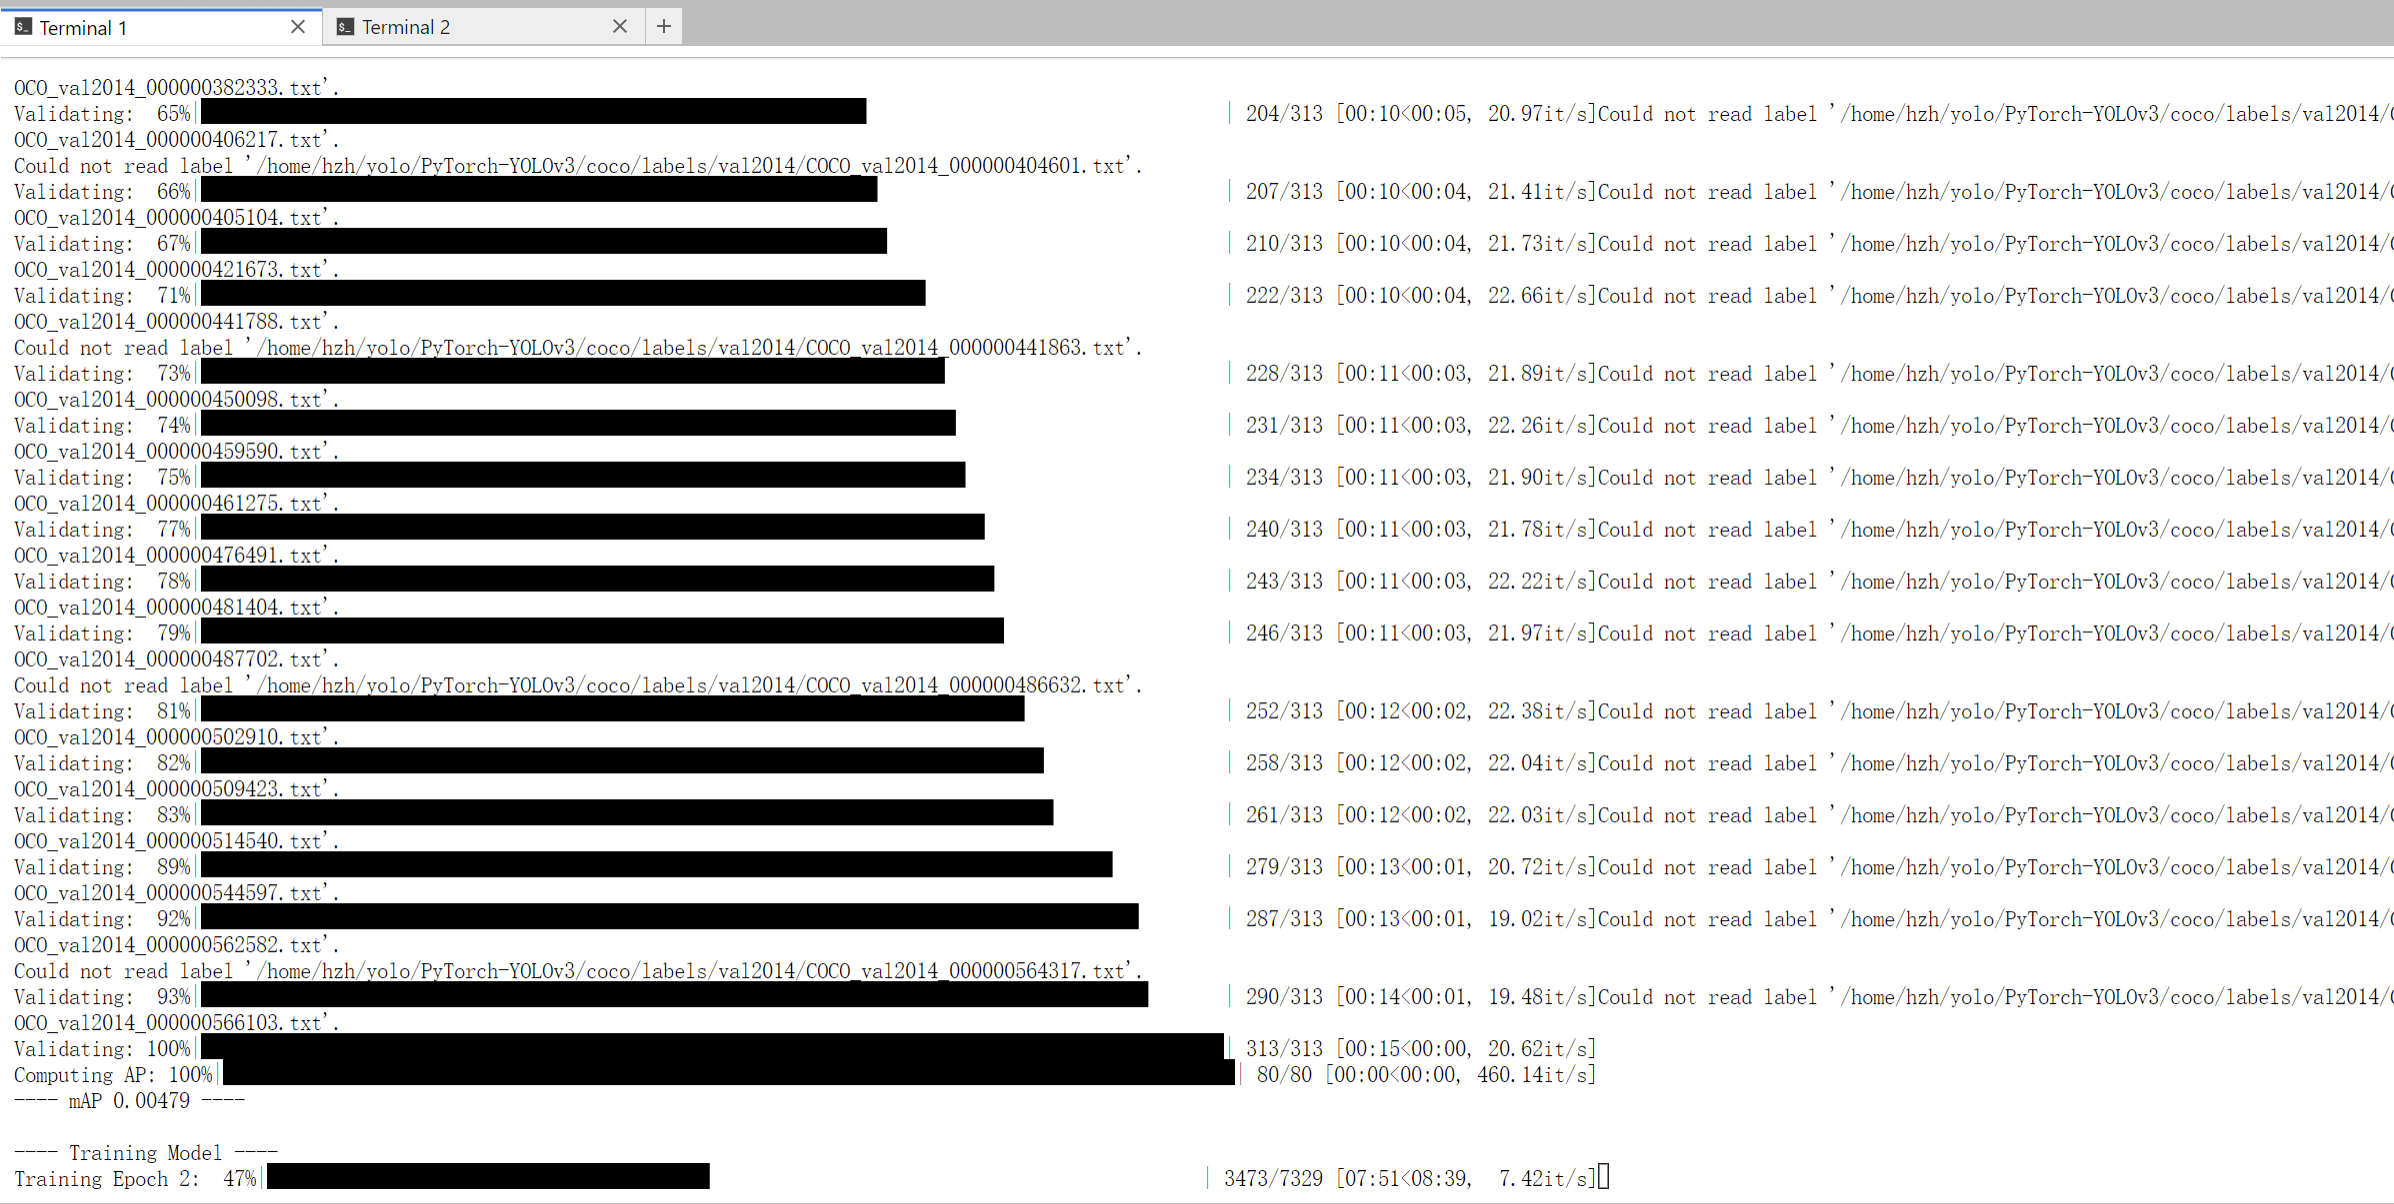 Terminal 1
Terminal 2
OCO_val2014_000000382333.txt'.
Validating:  65%| | 204/313 [00:10<00:05, 20.97it/s]Could not read label '/home/hzh/yolo/PyTorch-YOLOv3/coco/labels/val2014/C
OCO_val2014_000000406217.txt'.
Could not read label '/home/hzh/yolo/PyTorch-YOLOv3/coco/labels/val2014/COCO_val2014_000000404601.txt'.
Validating:  66%| | 207/313 [00:10<00:04, 21.41it/s]Could not read label '/home/hzh/yolo/PyTorch-YOLOv3/coco/labels/val2014/C
OCO_val2014_000000405104.txt'.
Validating:  67%| | 210/313 [00:10<00:04, 21.73it/s]Could not read label '/home/hzh/yolo/PyTorch-YOLOv3/coco/labels/val2014/C
OCO_val2014_000000421673.txt'.
Validating:  71%| | 222/313 [00:10<00:04, 22.66it/s]Could not read label '/home/hzh/yolo/PyTorch-YOLOv3/coco/labels/val2014/C
OCO_val2014_000000441788.txt'.
Could not read label '/home/hzh/yolo/PyTorch-YOLOv3/coco/labels/val2014/COCO_val2014_000000441863.txt'.
Validating:  73%| | 228/313 [00:11<00:03, 21.89it/s]Could not read label '/home/hzh/yolo/PyTorch-YOLOv3/coco/labels/val2014/C
OCO_val2014_000000450098.txt'.
Validating:  74%| | 231/313 [00:11<00:03, 22.26it/s]Could not read label '/home/hzh/yolo/PyTorch-YOLOv3/coco/labels/val2014/C
OCO_val2014_000000459590.txt'.
Validating:  75%| | 234/313 [00:11<00:03, 21.90it/s]Could not read label '/home/hzh/yolo/PyTorch-YOLOv3/coco/labels/val2014/C
OCO_val2014_000000461275.txt'.
Validating:  77%| | 240/313 [00:11<00:03, 21.78it/s]Could not read label '/home/hzh/yolo/PyTorch-YOLOv3/coco/labels/val2014/C
OCO_val2014_000000476491.txt'.
Validating:  78%| | 243/313 [00:11<00:03, 22.22it/s]Could not read label '/home/hzh/yolo/PyTorch-YOLOv3/coco/labels/val2014/C
OCO_val2014_000000481404.txt'.
Validating:  79%| | 246/313 [00:11<00:03, 21.97it/s]Could not read label '/home/hzh/yolo/PyTorch-YOLOv3/coco/labels/val2014/C
OCO_val2014_000000487702.txt'.
Could not read label '/home/hzh/yolo/PyTorch-YOLOv3/coco/labels/val2014/COCO_val2014_000000486632.txt'.
Validating:  81%| | 252/313 [00:12<00:02, 22.38it/s]Could not read label '/home/hzh/yolo/PyTorch-YOLOv3/coco/labels/val2014/C
OCO_val2014_000000502910.txt'.
Validating:  82%| | 258/313 [00:12<00:02, 22.04it/s]Could not read label '/home/hzh/yolo/PyTorch-YOLOv3/coco/labels/val2014/C
OCO_val2014_000000509423.txt'.
Validating:  83%| | 261/313 [00:12<00:02, 22.03it/s]Could not read label '/home/hzh/yolo/PyTorch-YOLOv3/coco/labels/val2014/C
OCO_val2014_000000514540.txt'.
Validating:  89%| | 279/313 [00:13<00:01, 20.72it/s]Could not read label '/home/hzh/yolo/PyTorch-YOLOv3/coco/labels/val2014/C
OCO_val2014_000000544597.txt'.
Validating:  92%| | 287/313 [00:13<00:01, 19.02it/s]Could not read label '/home/hzh/yolo/PyTorch-YOLOv3/coco/labels/val2014/C
OCO_val2014_000000562582.txt'.
Could not read label '/home/hzh/yolo/PyTorch-YOLOv3/coco/labels/val2014/COCO_val2014_000000564317.txt'.
Validating:  93%| | 290/313 [00:14<00:01, 19.48it/s]Could not read label '/home/hzh/yolo/PyTorch-YOLOv3/coco/labels/val2014/C
OCO_val2014_000000566103.txt'.
Validating: 100%| | 313/313 [00:15<00:00, 20.62it/s]
Computing AP: 100%| | 80/80 [00:00<00:00, 460.14it/s]
---- mAP 0.00479 ----
---- Training Model ----
Training Epoch 2:  47%| | 3473/7329 [07:51<08:39,  7.42it/s]